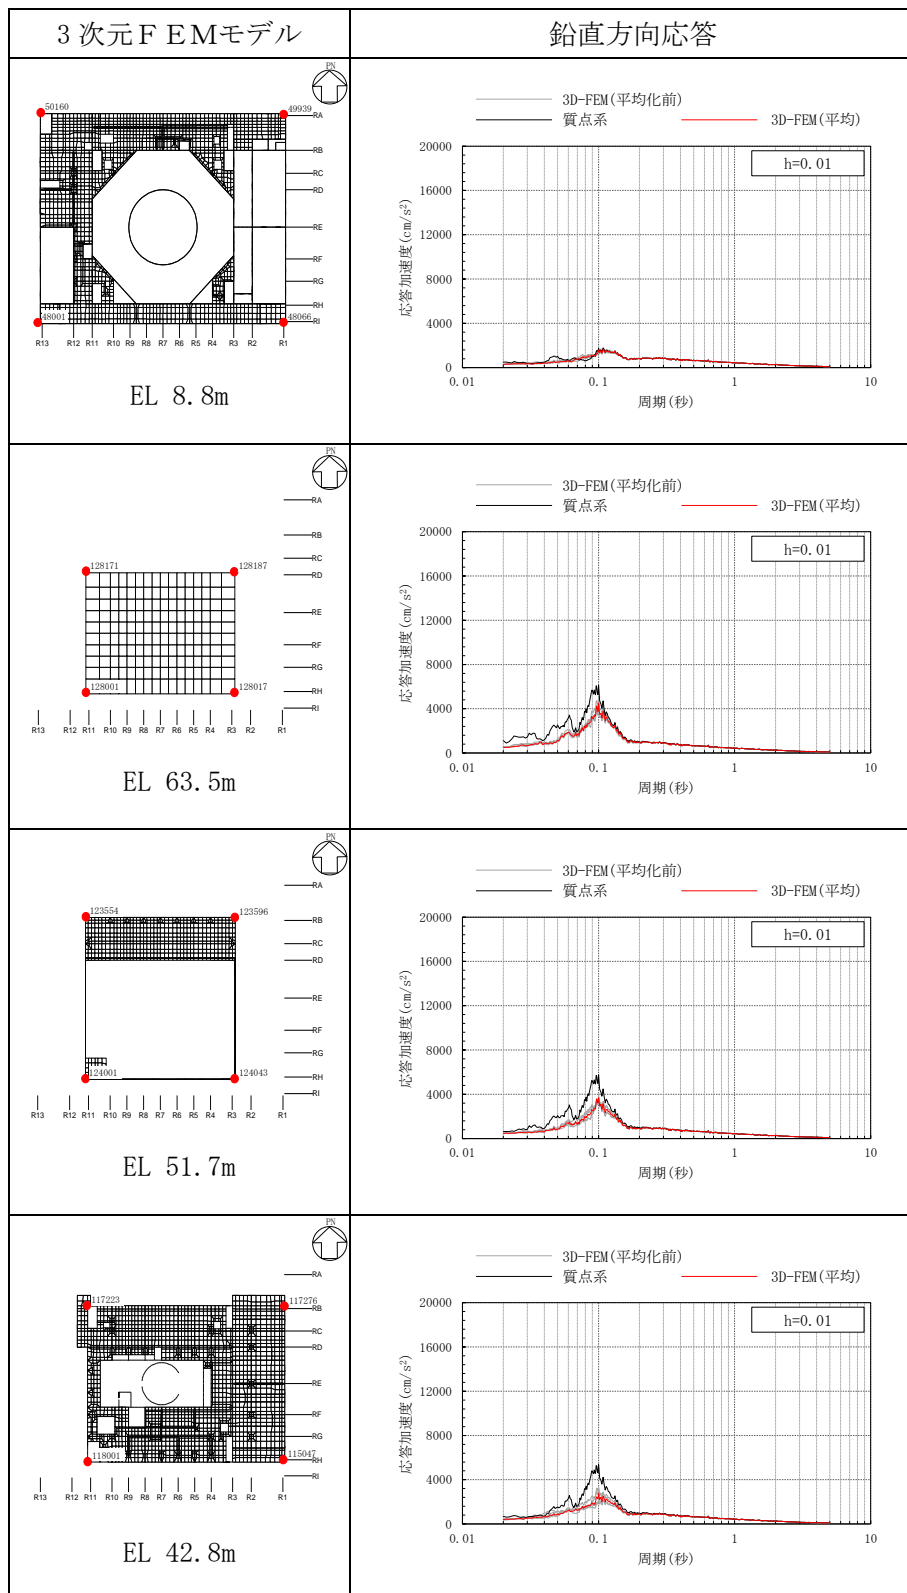 3次元ＦＥＭモデル
鉛直方向応答
PN
50160
49939
RA
RB
RC
RD
RE
RF
RG
RH
RI
48001
48066
R13
R12
R11
R10
R9
R8
R7
R6
R5
R4
R3
R2
R1
EL 8.8m
3D-FEM(平均化前)
質点系
3D-FEM(平均)
h=0.01
応答加速度(cm/s²)
20000
16000
12000
8000
4000
0
0.01
0.1
1
10
周期(秒)
PN
RA
RB
RC
128171
128187
RD
RE
RF
RG
128001
128017
RH
RI
R13
R12
R11
R10
R9
R8
R7
R6
R5
R4
R3
R2
R1
EL 63.5m
3D-FEM(平均化前)
質点系
3D-FEM(平均)
h=0.01
応答加速度(cm/s²)
20000
16000
12000
8000
4000
0
0.01
0.1
1
10
周期(秒)
PN
RA
123554
123596
RB
RC
RD
RE
RF
RG
124001
124043
RH
RI
R13
R12
R11
R10
R9
R8
R7
R6
R5
R4
R3
R2
R1
EL 51.7m
3D-FEM(平均化前)
質点系
3D-FEM(平均)
h=0.01
応答加速度(cm/s²)
20000
16000
12000
8000
4000
0
0.01
0.1
1
10
周期(秒)
PN
RA
117223
117276
RB
RC
RD
RE
RF
RG
118001
115047
RH
RI
R13
R12
R11
R10
R9
R8
R7
R6
R5
R4
R3
R2
R1
EL 42.8m
3D-FEM(平均化前)
質点系
3D-FEM(平均)
h=0.01
応答加速度(cm/s²)
20000
16000
12000
8000
4000
0
0.01
0.1
1
10
周期(秒)